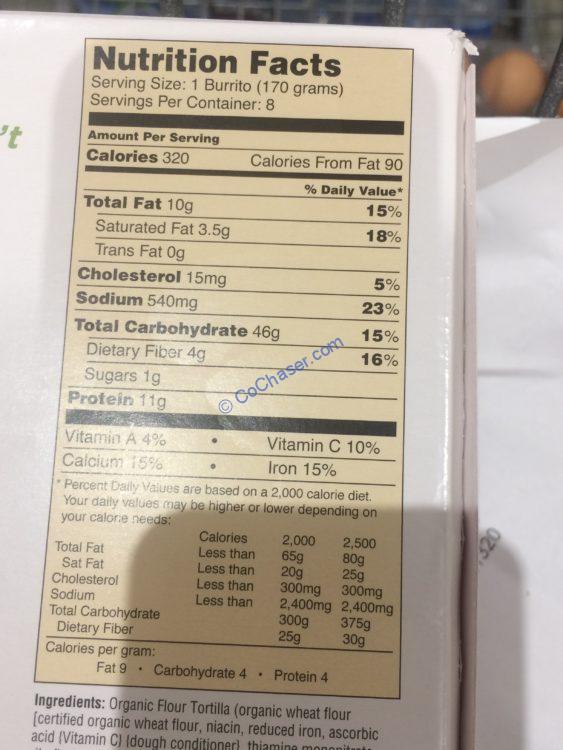 't
Nutrition Facts
Serving Size: 1 Burrito (170 grams)
Servings Per Container: 8
Amount Per Serving
Calories 320 Calories From Fat 90
% Daily Value*
Total Fat 10g 15%
Saturated Fat 3.5g 18%
Trans Fat 0g
Cholesterol 15mg 5%
Sodium 540mg 23%
Total Carbohydrate 46g 15%
Dietary Fiber 4g 16%
Sugars 1g
Protein 11g
© CoChaser.com
Vitamin A 4% • Vitamin C 10%
Calcium 15% • Iron 15%
* Percent Daily Values are based on a 2,000 calorie diet.
Your daily values may be higher or lower depending on
your calorie needs:
Calories 2,000 2,500
Total Fat Less than 65g 80g
Sat Fat Less than 20g 25g
Cholesterol Less than 300mg 300mg
Sodium Less than 2,400mg 2,400mg
Total Carbohydrate 300g 375g
Dietary Fiber 25g 30g
Calories per gram:
Fat 9 • Carbohydrate 4 • Protein 4
Ingredients: Organic Flour Tortilla (organic wheat flour
[certified organic wheat flour, niacin, reduced iron, ascorbic
acid (Vitamin C) (dough conditioner), thiamine mononitrate
320